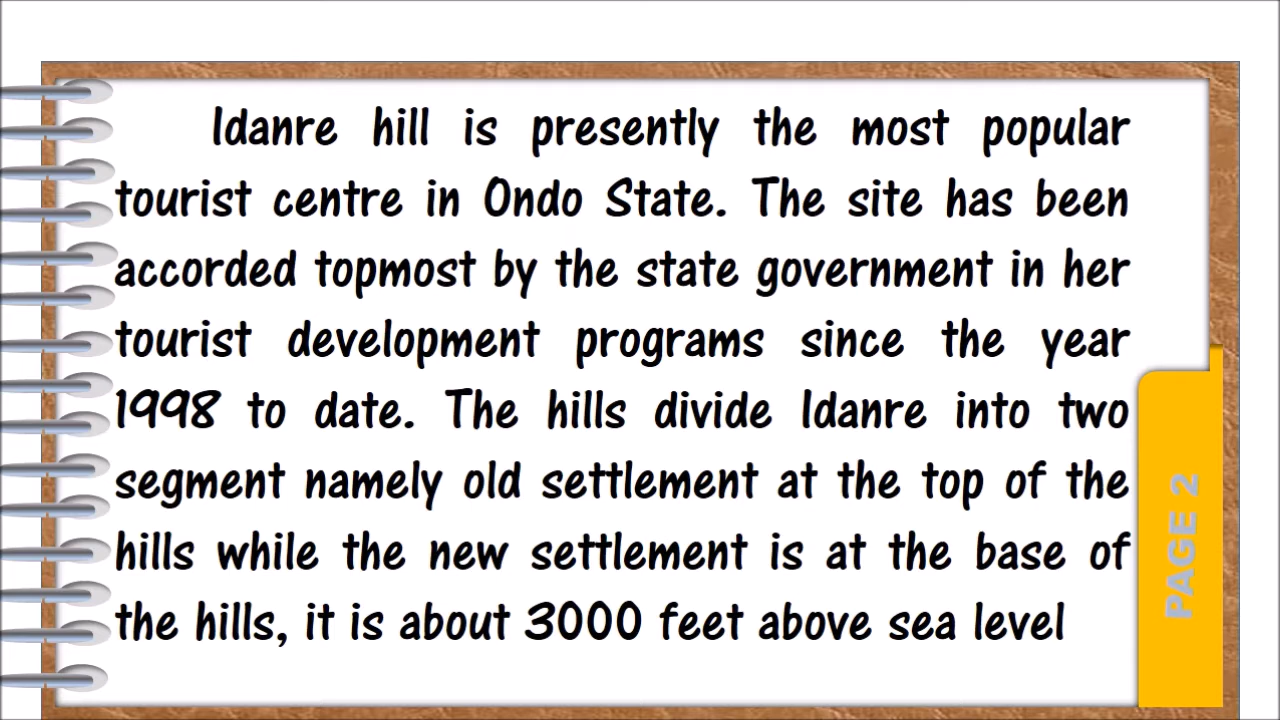 Idanre hill is presently the most popular
tourist centre in Ondo State. The site has been
accorded topmost by the state government in her
tourist development programs since the year
1998 to date. The hills divide Idanre into two
segment namely old settlement at the top of the
hills while the new settlement is at the base of
the hills, it is about 3000 feet above sea level
PAGE 2